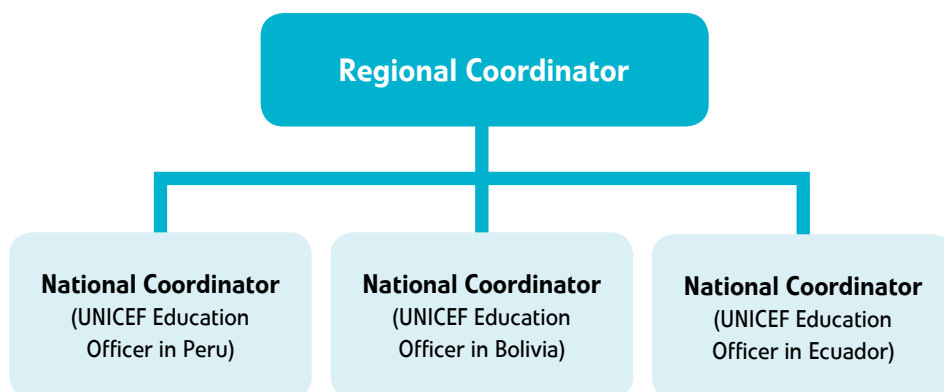 Regional Coordinator
National Coordinator
(UNICEF Education
Officer in Peru)
National Coordinator
(UNICEF Education
Officer in Bolivia)
National Coordinator
(UNICEF Education
Officer in Ecuador)